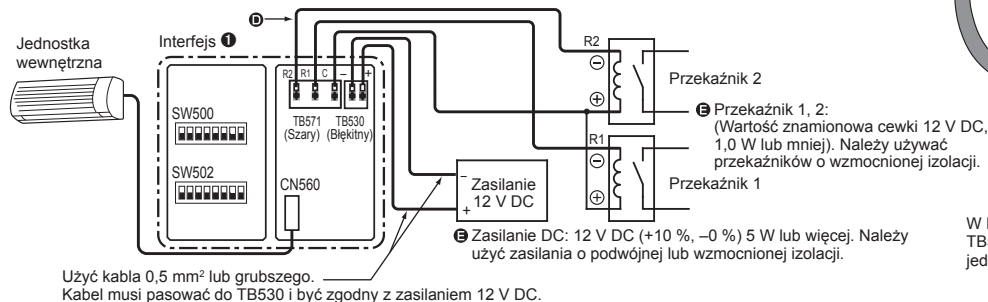 D
Jednostka
wewnętrzna
Interfejs 1
R2 R1 C – +
TB571
(Szary)
TB530
(Błękitny)
SW500
SW502
CN560
R2
–
+
Przekaźnik 2
R1
–
+
Przekaźnik 1
E Przekaźnik 1, 2:
(Wartość znamionowa cewki 12 V DC,
1,0 W lub mniej). Należy używać
przekaźników o wzmocnionej izolacji.
–
+
Zasilanie
12 V DC
E Zasilanie DC: 12 V DC (+10 %, –0 %) 5 W lub więcej. Należy
użyć zasilania o podwójnej lub wzmocnionej izolacji.
Użyć kabla 0,5 mm² lub grubszego.
Kabel musi pasować do TB530 i być zgodny z zasilaniem 12 V DC.